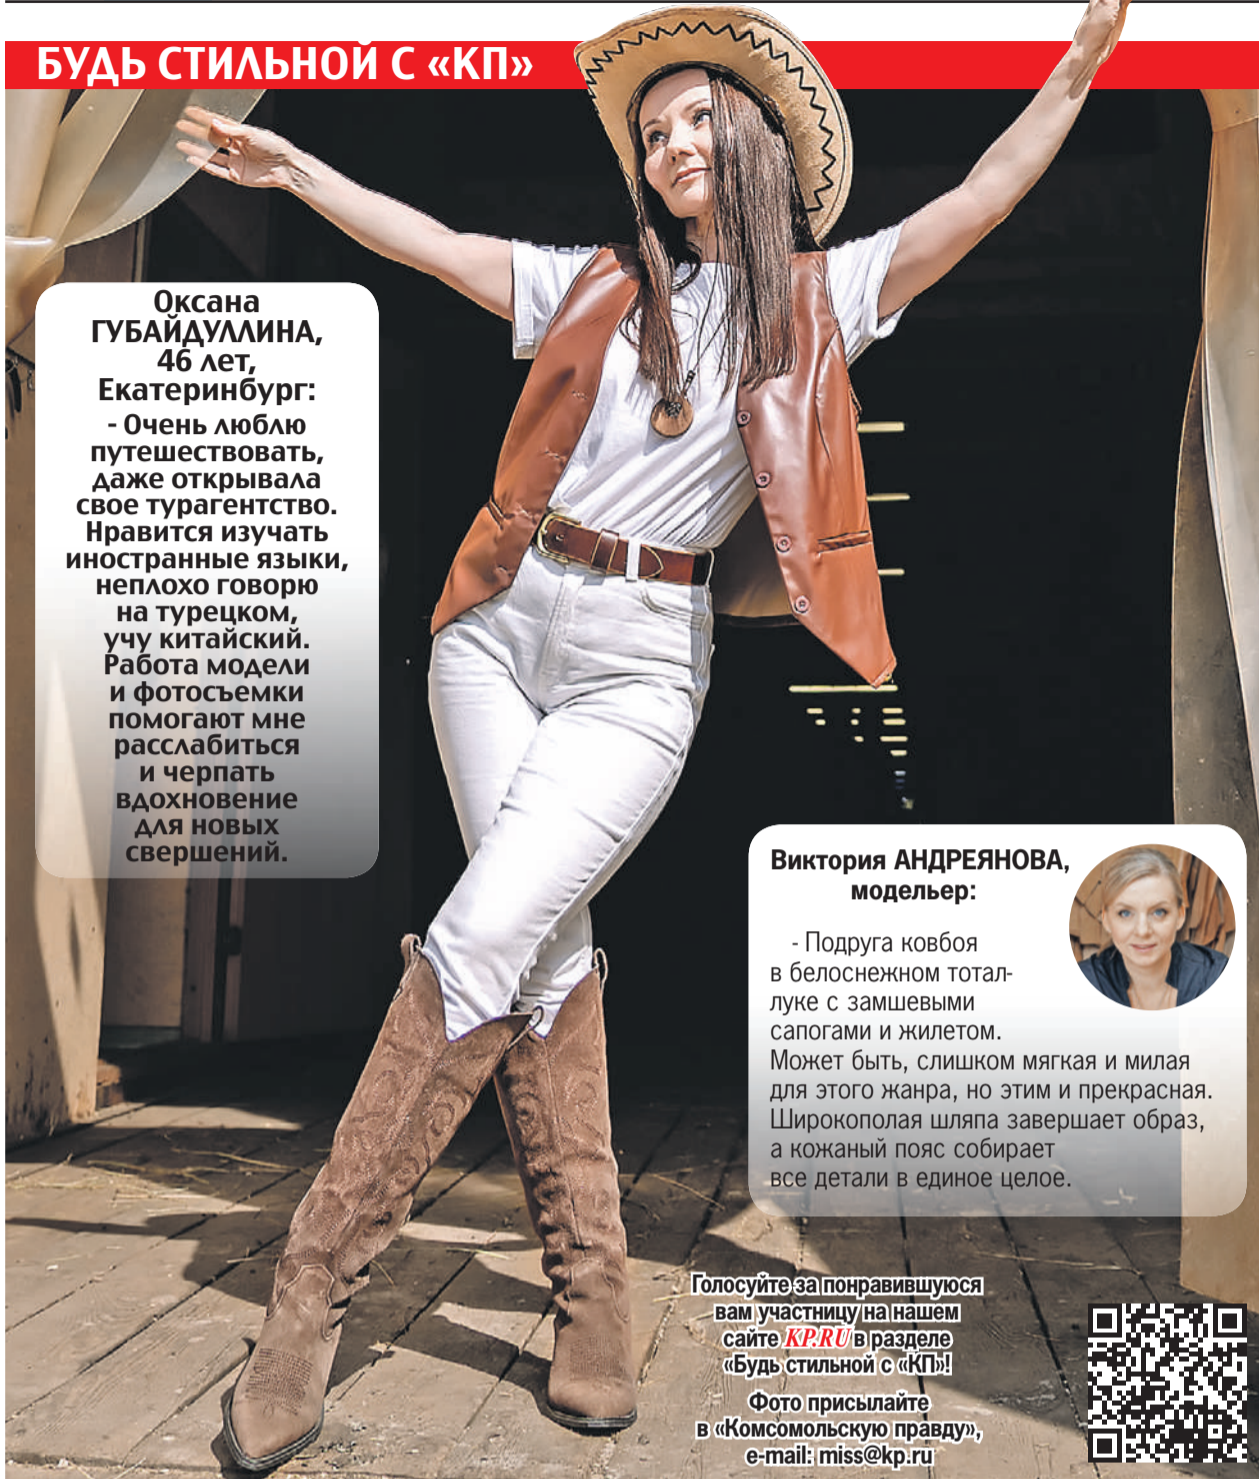 БУДЬ СТИЛЬНОЙ С «КП»
Оксана
ГУБАЙДУЛЛИНА,
46 лет,
Екатеринбург:
- Очень люблю
путешествовать,
даже открывала
свое турагентство.
Нравится изучать
иностранные языки,
неплохо говорю
на турецком,
учу китайский.
Работа модели
и фотосъемки
помогают мне
расслабиться
и черпать
вдохновение
для новых
свершений.
Виктория АНДРЕЯНОВА,
модельер:
- Подруга ковбоя
в белоснежном тотал-
луке с замшевыми
сапогами и жилетом.
Может быть, слишком мягкая и милая
для этого жанра, но этим и прекрасная.
Широкополая шляпа завершает образ,
а кожаный пояс собирает
все детали в единое целое.
Голосуйте за понравившуюся
вам участницу на нашем
сайте KP.RU в разделе
«Будь стильной с «КП»!
Фото присылайте
в «Комсомольскую правду»,
e-mail: miss@kp.ru